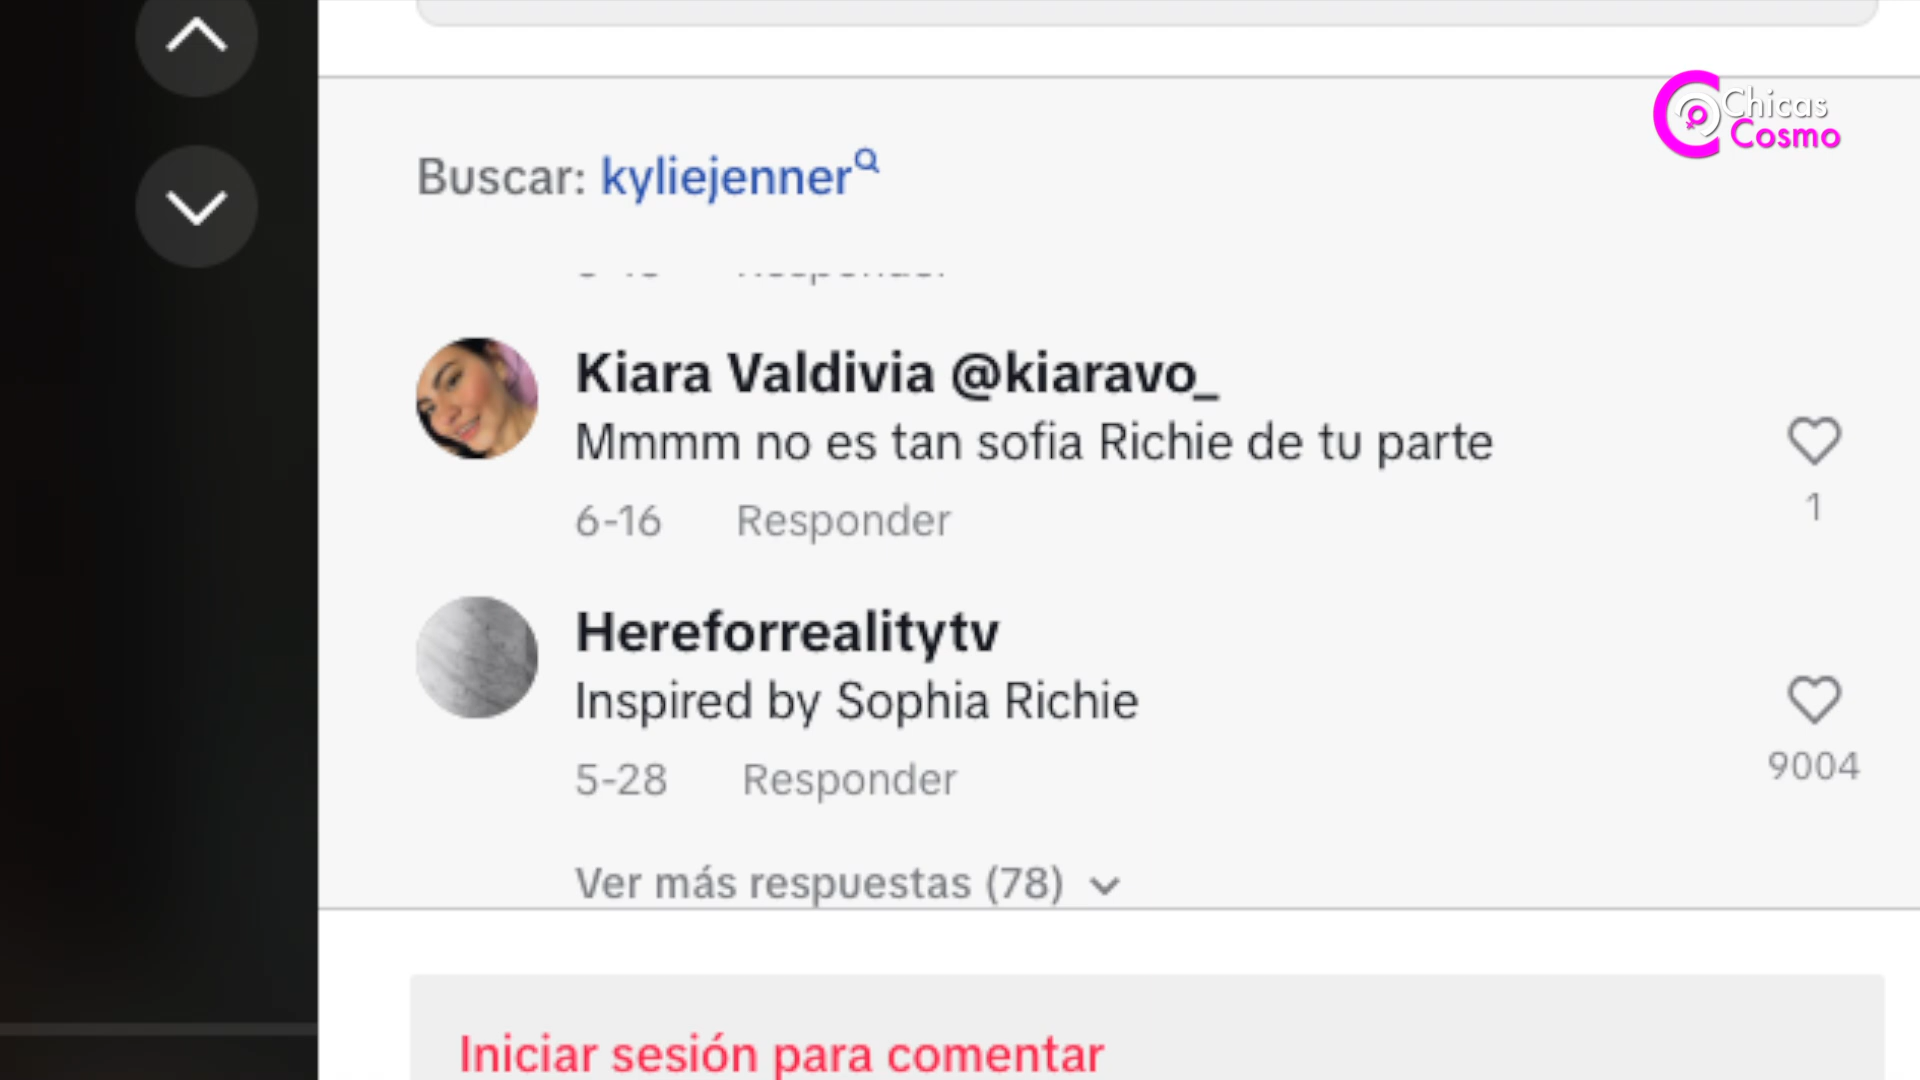 Chicas
Cosmo
Buscar: kyliejenner
Kiara Valdivia @kiaravo_
Mmmm no es tan sofia Richie de tu parte
6-16 Responder
1
Hereforrealitytv
Inspired by Sophia Richie
5-28 Responder
9004
Ver más respuestas (78)
Iniciar sesión para comentar